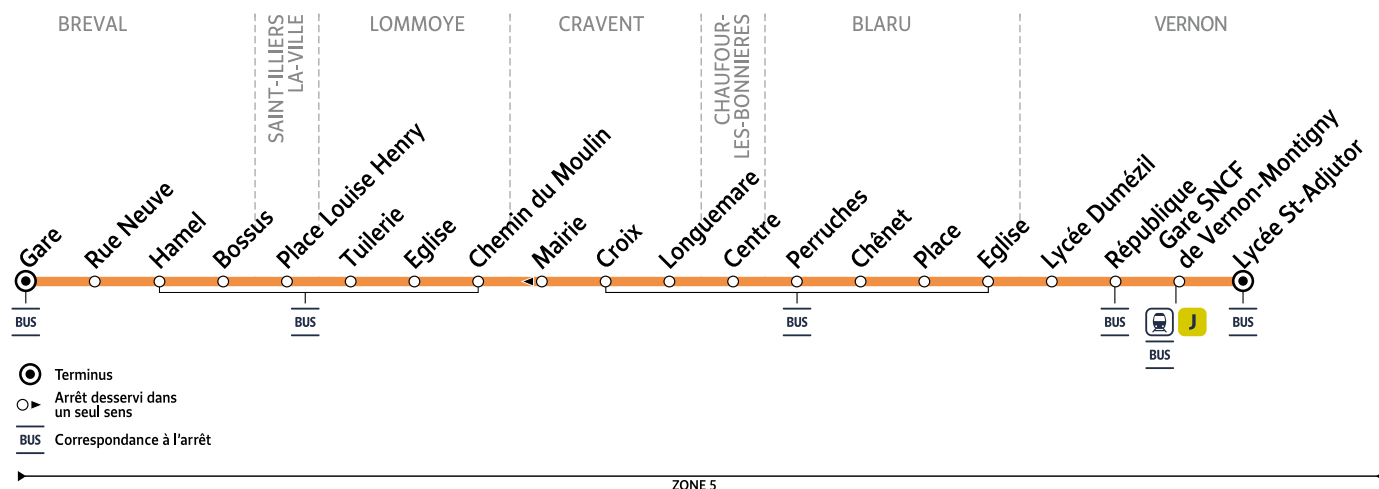 BREVAL
SAINT-ILLIERS
LA-VILLE
LOMMOYE
CRAVENT
CHAUFOUR-
LES-BONNIERES
BLARU
VERNON
Gare
Rue Neuve
Hamel
Bossus
Place Louise Henry
Tuilerie
Eglise
Chemin du Moulin
Mairie
Croix
Longuemare
Centre
Perruches
Chênet
Place
Eglise
Lycée Dumézil
République
Gare SNCF
de Vernon-Montigny
Lycée St-Adjutor
BUS
BUS
BUS
BUS
J
BUS
BUS
Terminus
Arrêt desservi dans
un seul sens
BUS
Correspondance à l'arrêt
ZONE 5